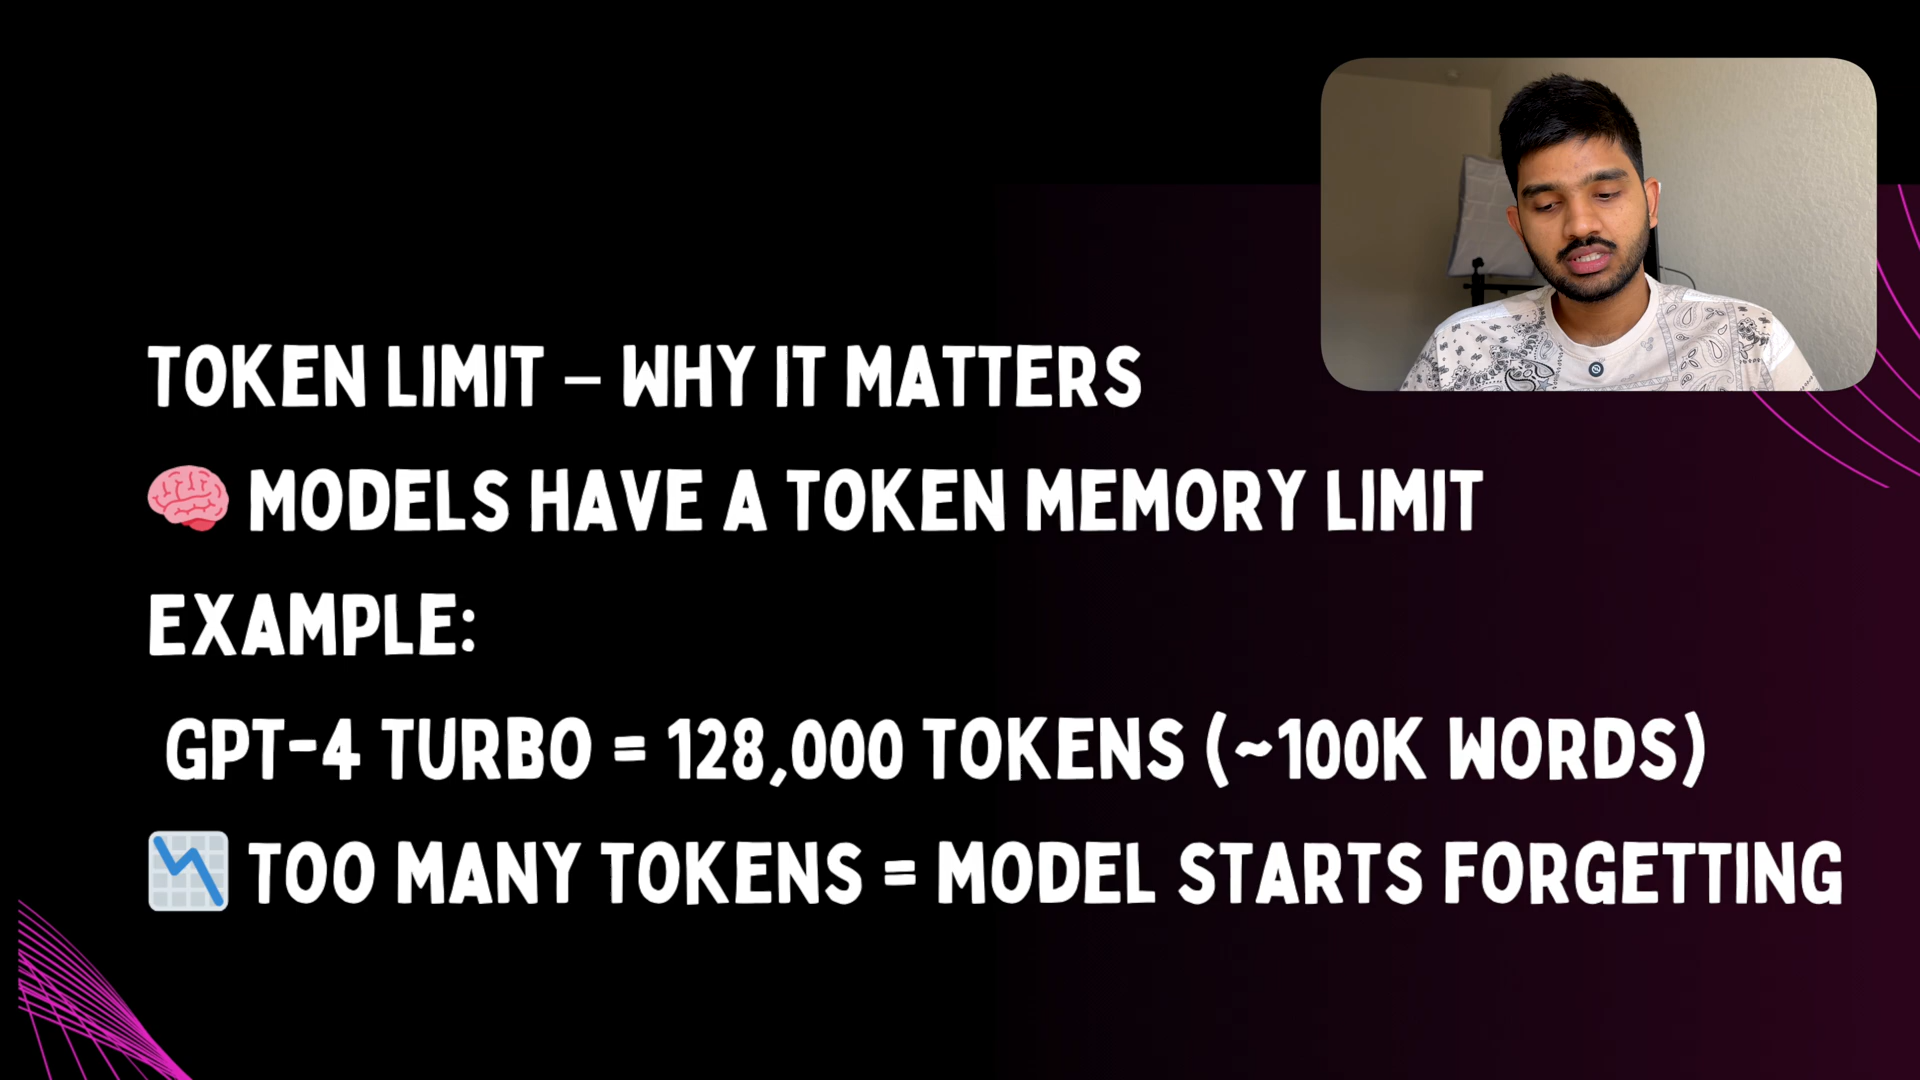 TOKEN LIMIT – WHY IT MATTERS
🧠 MODELS HAVE A TOKEN MEMORY LIMIT
EXAMPLE:
GPT-4 TURBO = 128,000 TOKENS (~100K WORDS)
📉 TOO MANY TOKENS = MODEL STARTS FORGETTING